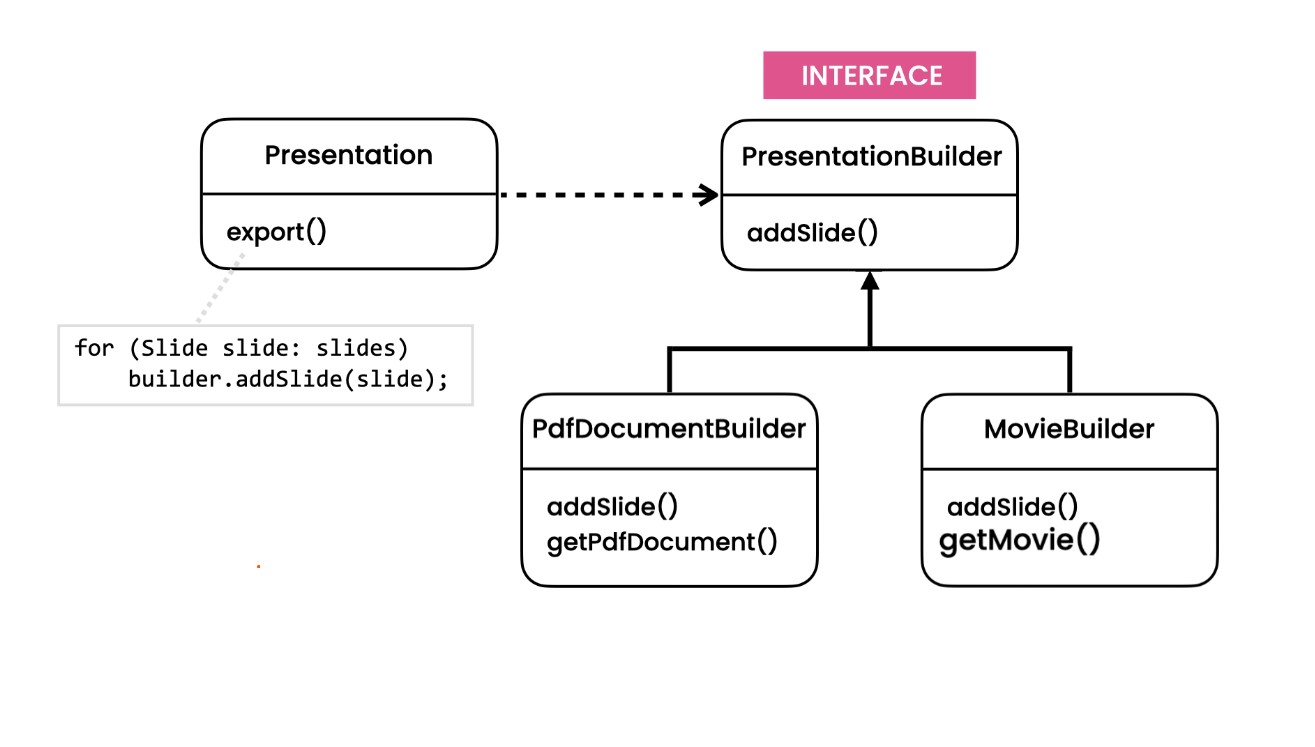 INTERFACE
Presentation
export()
PresentationBuilder
addSlide()
for (Slide slide: slides)
    builder.addSlide(slide);
PdfDocumentBuilder
addSlide()
getPdfDocument()
MovieBuilder
addSlide()
getMovie()